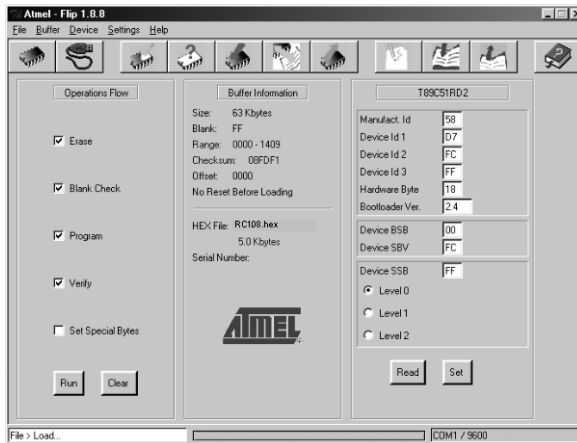 Atmel - Flip 1.8.8
File Buffer Device Settings Help
Operations Flow
Erase
Blank Check
Program
Verify
Set Special Bytes
Run Clear
Buffer Information
Size: 63 Kbytes
Blank: FF
Range: 0000 - 1409
Checksum: 08FDF1
Offset: 0000
No Reset Before Loading
HEX File: RC108.hex
5.0 Kbytes
Serial Number:
ATMEL
T89C51RD2
Manufact. Id 58
Device Id 1 D7
Device Id 2 FC
Device Id 3 FF
Hardware Byte 18
Bootloader Ver. 2.4
Device BSB 00
Device SBV FC
Device SSB FF
Level 0
Level 1
Level 2
Read Set
File > Load...
COM1 / 9600